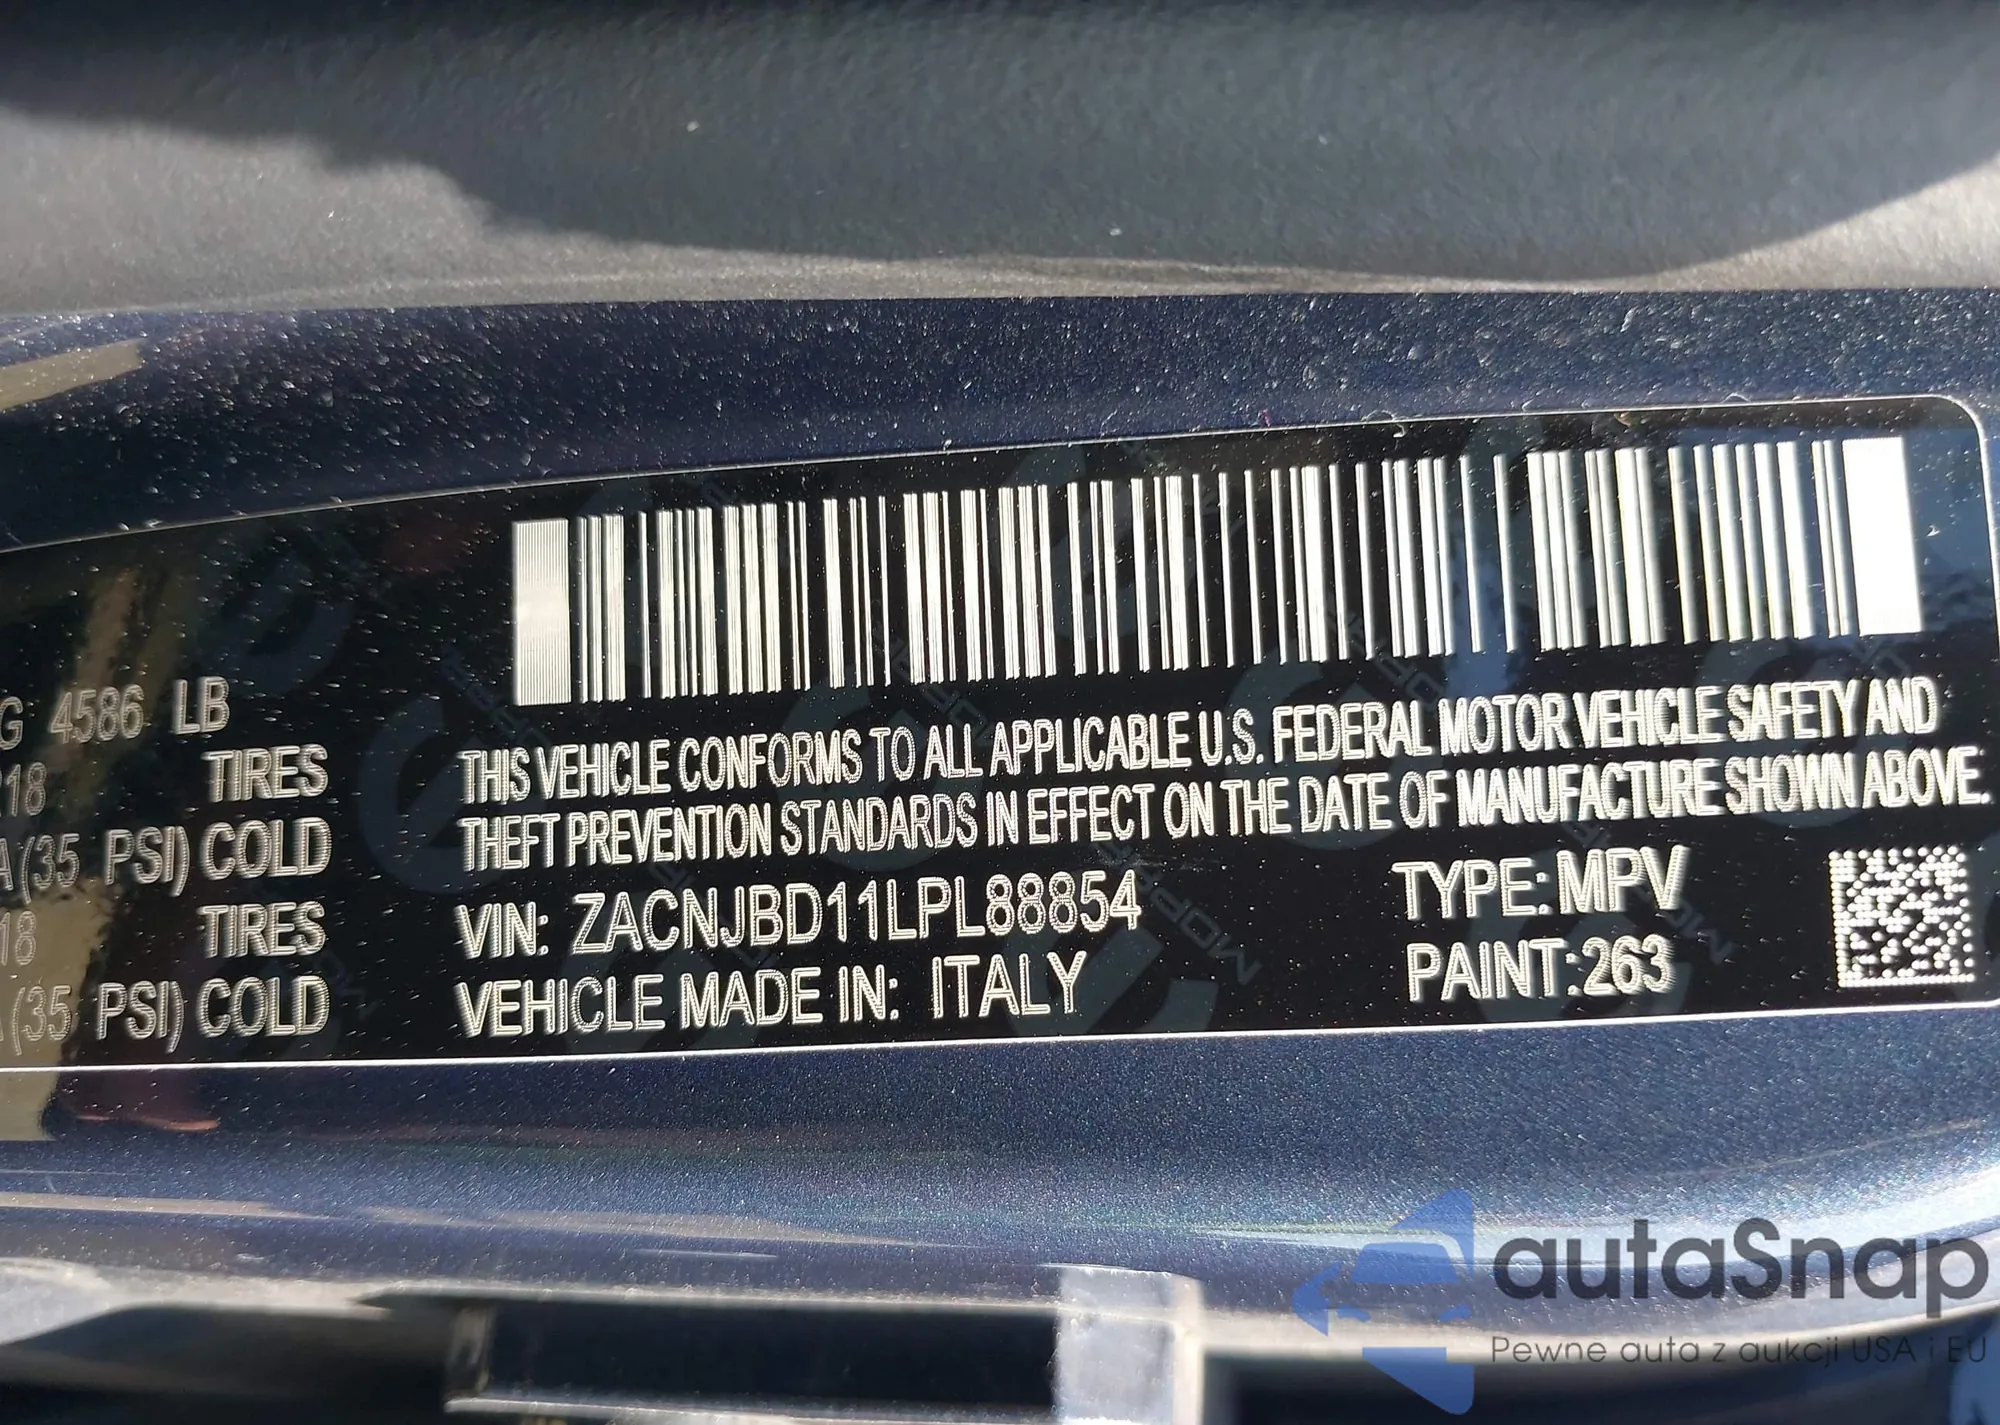 G 4586 LB
R18 TIRES
A(35 PSI) COLD
18 TIRES
A(35 PSI) COLD
THIS VEHICLE CONFORMS TO ALL APPLICABLE U.S. FEDERAL MOTOR VEHICLE SAFETY AND
THEFT PREVENTION STANDARDS IN EFFECT ON THE DATE OF MANUFACTURE SHOWN ABOVE.
VIN: ZACNJBD11LPL88854 TYPE: MPV
VEHICLE MADE IN: ITALY PAINT:263
MOPAR
autaSnap
Pewne auta z aukcji USA i EU